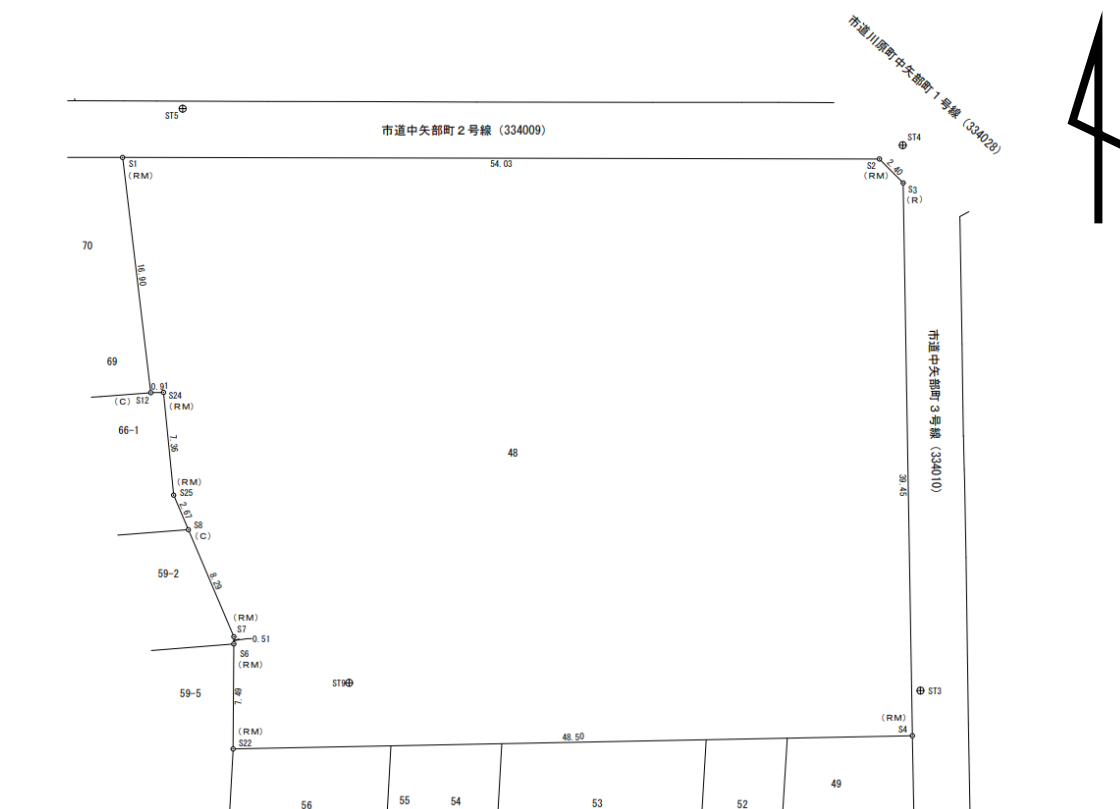 市道川原町中矢部町１号線（334028）
ST5
市道中矢部町２号線（334009）
ST4
S1
(RM)
54.03
S2
(RM)
2.40
S3
(R)
70
16.90
市道中矢部町３号線（334010）
69
0.91
(C) S12
S24
(RM)
66-1
7.36
48
(RM)
S25
2.67
S8
(C)
39.45
59-2
8.29
(RM)
S7
0.51
S6
(RM)
59-5
7.49
ST9
ST3
(RM)
S22
48.50
(RM)
S4
56
55
54
53
52
49